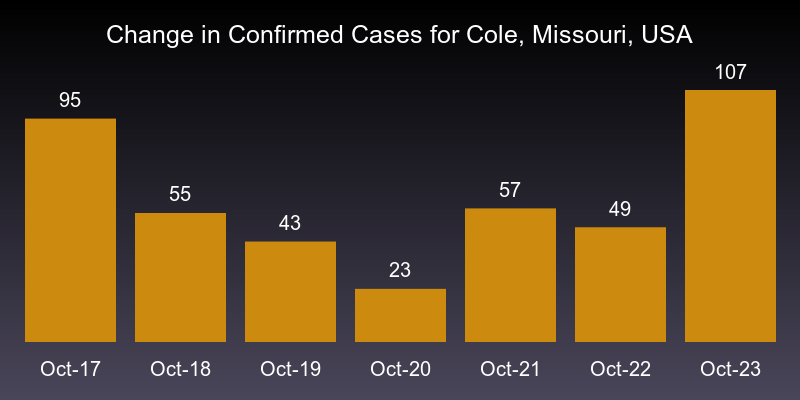 Change in Confirmed Cases for Cole, Missouri, USA
95
55
43
23
57
49
107
Oct-17
Oct-18
Oct-19
Oct-20
Oct-21
Oct-22
Oct-23